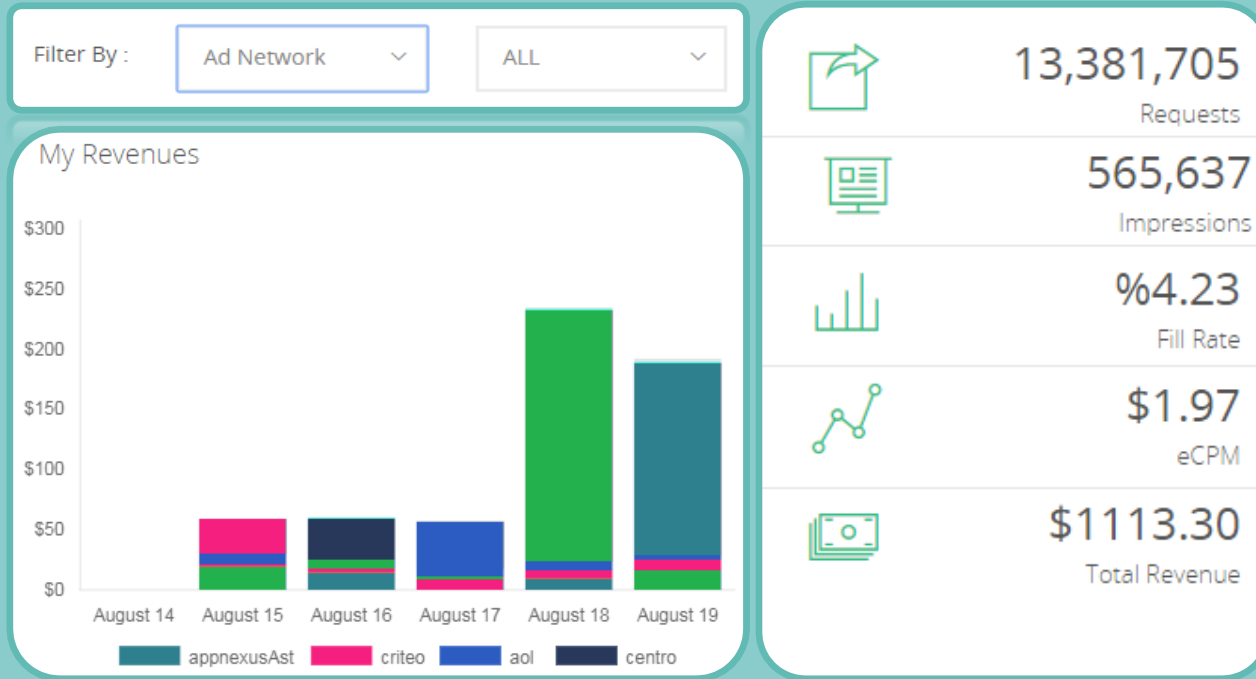 Filter By :
Ad Network
ALL
My Revenues
$300
$250
$200
$150
$100
$50
$0
August 14 August 15 August 16 August 17 August 18 August 19
appnexusAst criteo aol centro
13,381,705
Requests
565,637
Impressions
%4.23
Fill Rate
$1.97
eCPM
$1113.30
Total Revenue